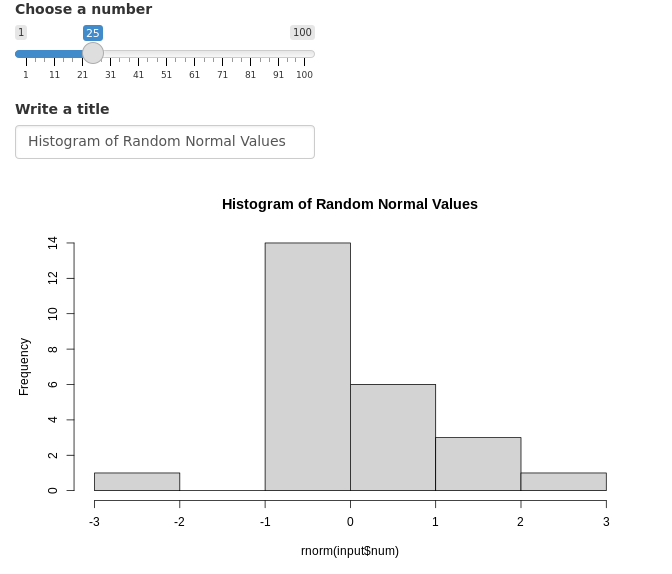 Choose a number
1 25 100
1 11 21 31 41 51 61 71 81 91 100
Write a title
Histogram of Random Normal Values
Histogram of Random Normal Values
14
12
10
8
6
4
2
0
Frequency
-3 -2 -1 0 1 2 3
rnorm(input$num)